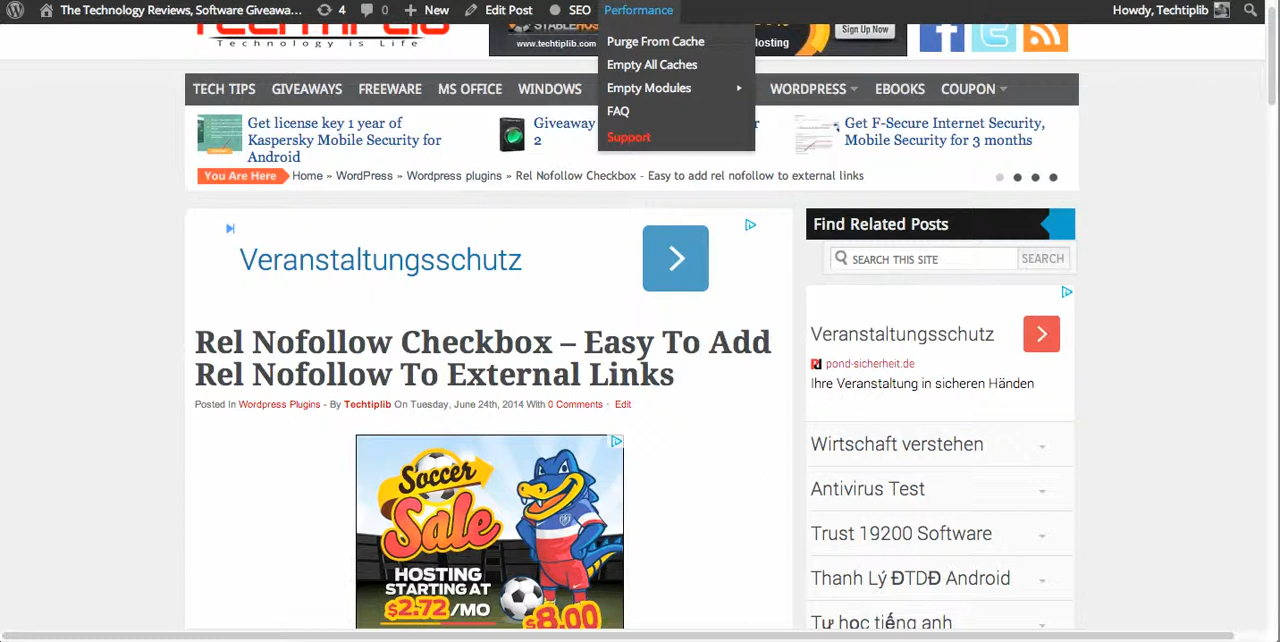 The Technology Reviews, Software Giveawa... 4 0 New Edit Post SEO Performance Howdy, Techtiplib
Technology is Life
www.techtiplib.com
Hosting
Sign Up Now
Purge From Cache
Empty All Caches
Empty Modules
FAQ
Support
TECH TIPS GIVEAWAYS FREEWARE MS OFFICE WINDOWS WORDPRESS EBOOKS COUPON
Get license key 1 year of
Kaspersky Mobile Security for
Android
Giveaway
2
Get F-Secure Internet Security,
Mobile Security for 3 months
You Are Here Home » WordPress » Wordpress plugins » Rel Nofollow Checkbox - Easy to add rel nofollow to external links
Veranstaltungsschutz
Rel Nofollow Checkbox – Easy To Add
Rel Nofollow To External Links
Posted In Wordpress Plugins - By Techtiplib On Tuesday, June 24th, 2014 With 0 Comments · Edit
Soccer
Sale
HOSTING
STARTING AT
$2.72/MO
$8.00
Find Related Posts
SEARCH THIS SITE SEARCH
Veranstaltungsschutz
pond-sicherheit.de
Ihre Veranstaltung in sicheren Händen
Wirtschaft verstehen
Antivirus Test
Trust 19200 Software
Thanh Lý ĐTDĐ Android
Tự học tiếng anh